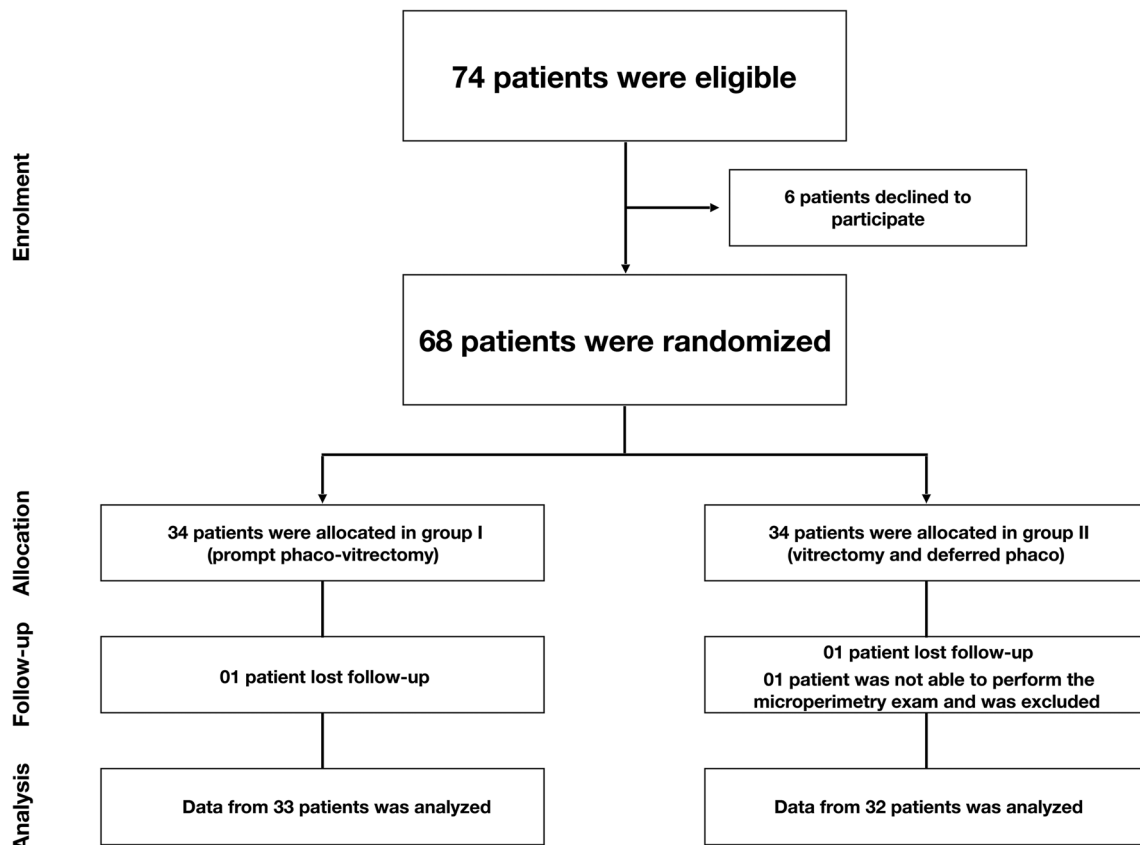 74 patients were eligible
Enrolment
6 patients declined to
participate
68 patients were randomized
Allocation
34 patients were allocated in group I
(prompt phaco-vitrectomy)
34 patients were allocated in group II
(vitrectomy and deferred phaco)
Follow-up
01 patient lost follow-up
01 patient lost follow-up
01 patient was not able to perform the
microperimetry exam and was excluded
Analysis
Data from 33 patients was analyzed
Data from 32 patients was analyzed